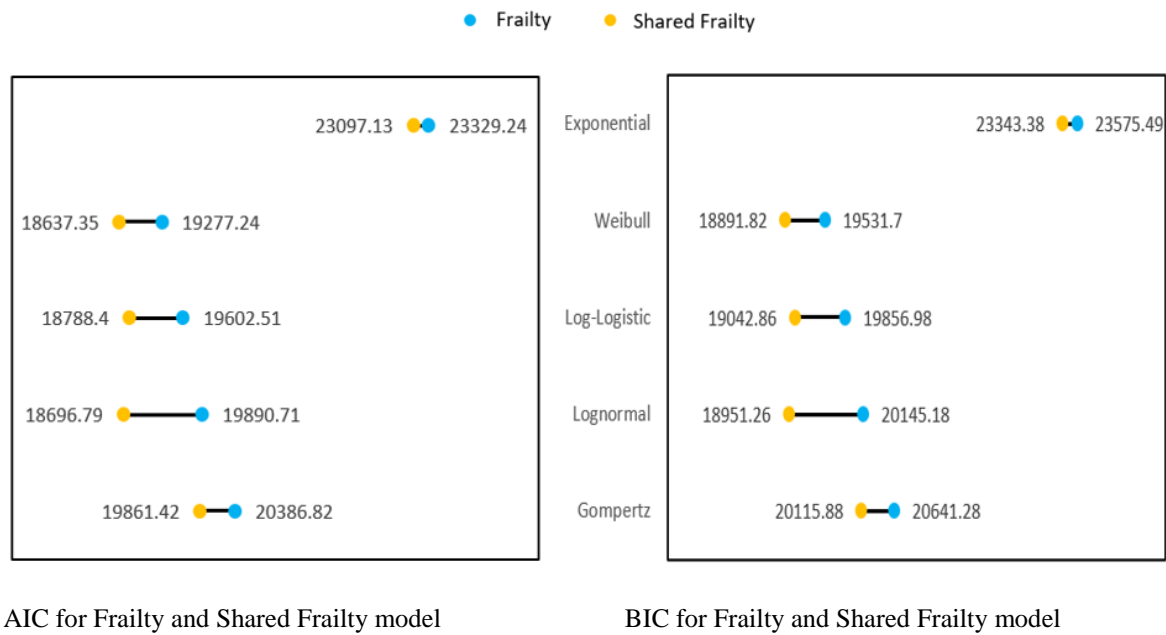 Frailty Shared Frailty
23097.13 23329.24 Exponential 23343.38 23575.49
18637.35 19277.24 Weibull 18891.82 19531.7
18788.4 19602.51 Log-Logistic 19042.86 19856.98
18696.79 19890.71 Lognormal 18951.26 20145.18
19861.42 20386.82 Gompertz 20115.88 20641.28
AIC for Frailty and Shared Frailty model BIC for Frailty and Shared Frailty model